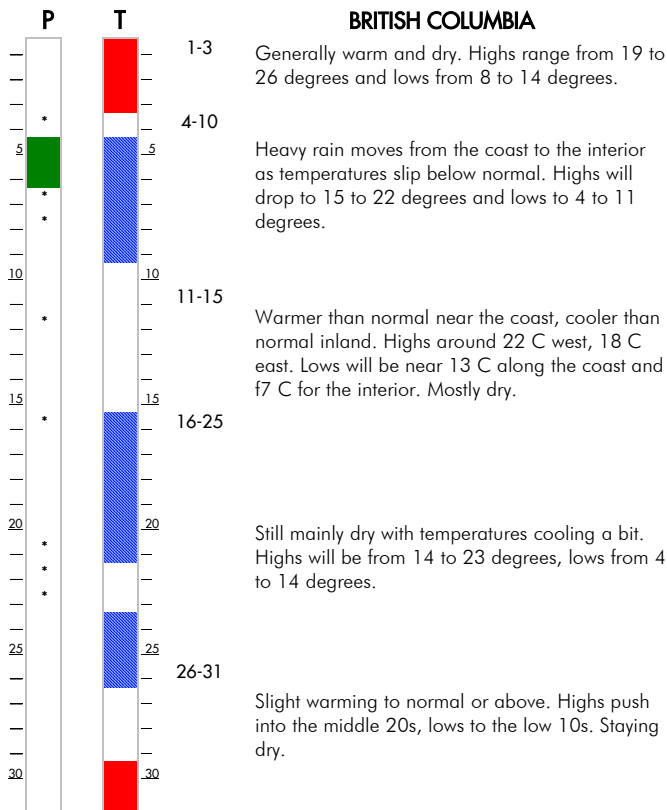 P T BRITISH COLUMBIA
1-3
Generally warm and dry. Highs range from 19 to
26 degrees and lows from 8 to 14 degrees.
*
4-10
5 5
Heavy rain moves from the coast to the interior
as temperatures slip below normal. Highs will
drop to 15 to 22 degrees and lows to 4 to 11
degrees.
*
*
10 10
11-15
*
Warmer than normal near the coast, cooler than
normal inland. Highs around 22 C west, 18 C
east. Lows will be near 13 C along the coast and
f7 C for the interior. Mostly dry.
15 15
*
16-25
20 20
*
*
*
Still mainly dry with temperatures cooling a bit.
Highs will be from 14 to 23 degrees, lows from 4
to 14 degrees.
25 25
26-31
Slight warming to normal or above. Highs push
into the middle 20s, lows to the low 10s. Staying
dry.
30 30